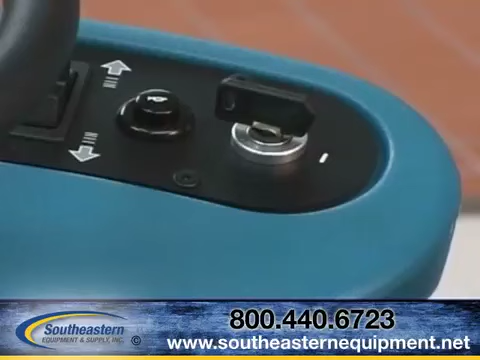 Southeastern
EQUIPMENT & SUPPLY, INC. ©
800.440.6723
www.southeasternequipment.net